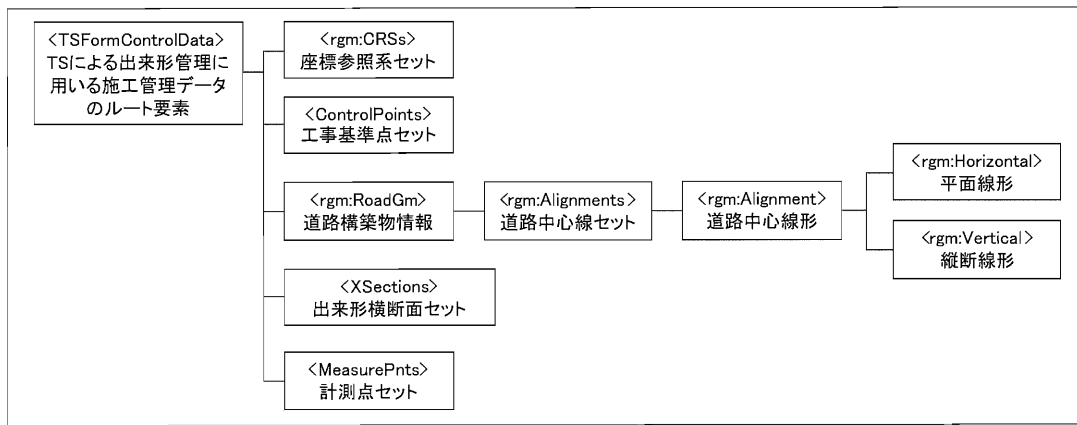 <TSFormControlData>
TSによる出来形管理に
用いる施工管理データ
のルート要素
<rgm:CRSs>
座標参照系セット
<ControlPoints>
工事基準点セット
<rgm:RoadGm>
道路構築物情報
<rgm:Alignments>
道路中心線セット
<rgm:Alignment>
道路中心線形
<rgm:Horizontal>
平面線形
<rgm:Vertical>
縦断線形
<XSections>
出来形横断面セット
<MeasurePnts>
計測点セット